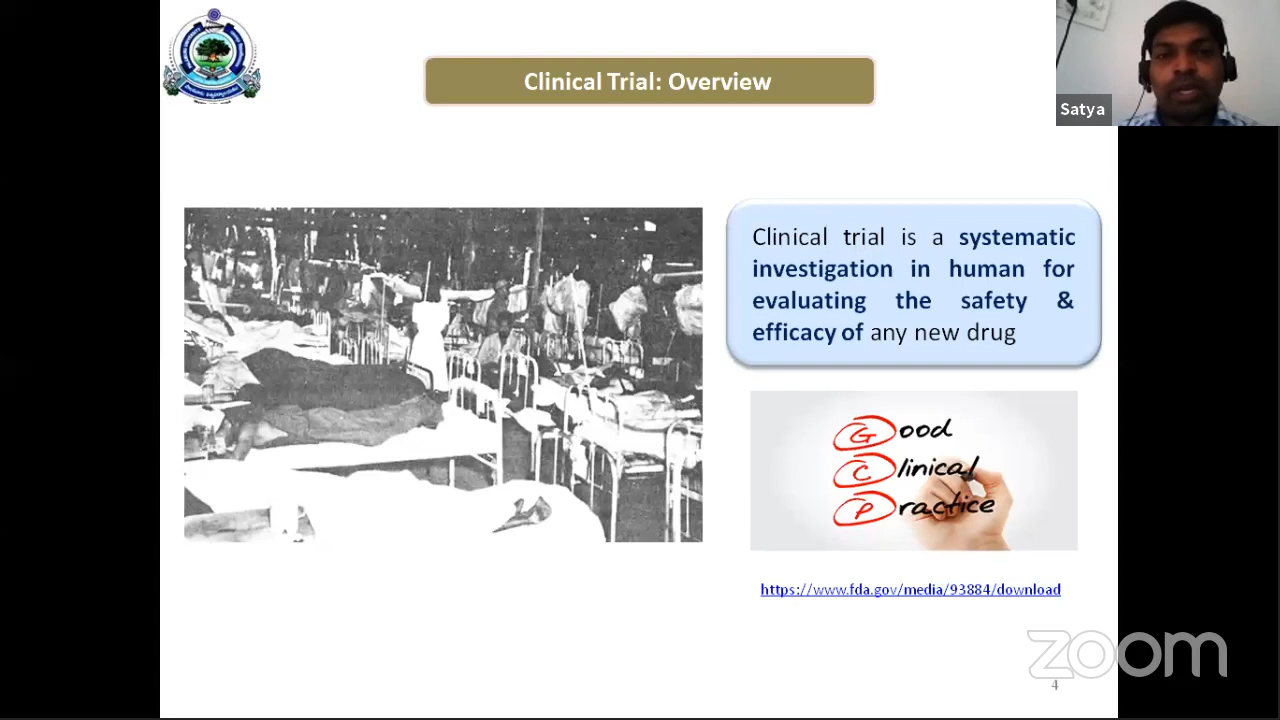 Clinical Trial: Overview
Satya
Clinical trial is a systematic
investigation in human for
evaluating the safety &
efficacy of any new drug
Good
Clinical
Practice
https://www.fda.gov/media/93884/download
zoom
4